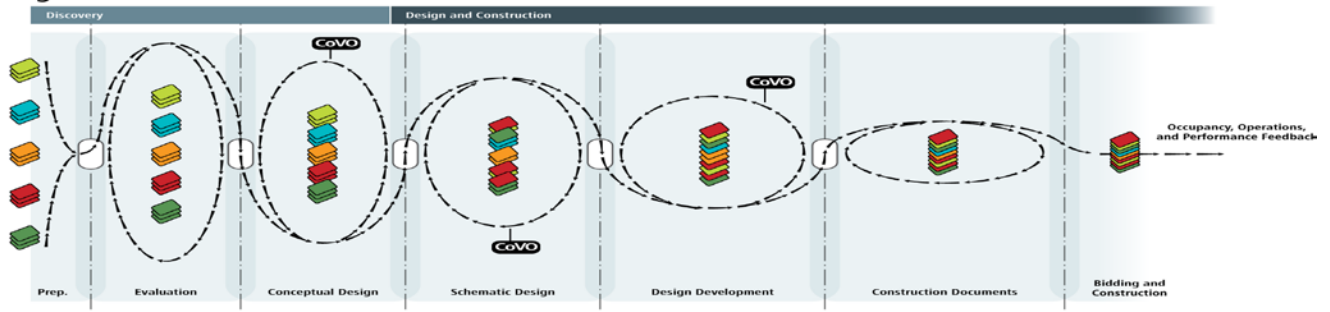 Discovery
Design and Construction
CoVO
CoVO
Occupancy, Operations,
and Performance Feedback
CoVO
Prep.
Evaluation
Conceptual Design
Schematic Design
Design Development
Construction Documents
Bidding and
Construction